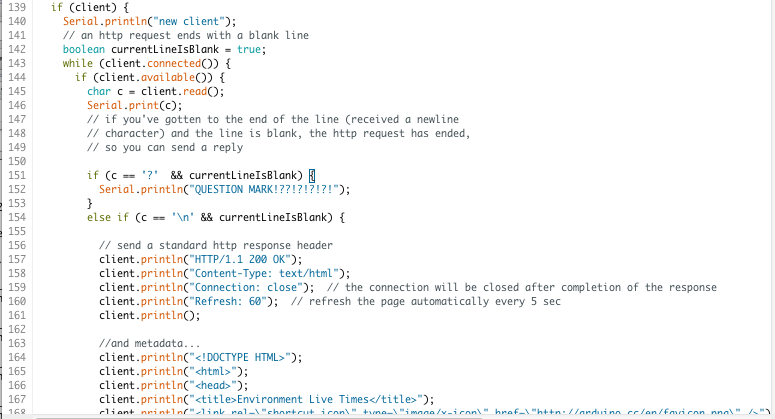 139 if (client) {
140 Serial.println("new client");
141 // an http request ends with a blank line
142 boolean currentLineIsBlank = true;
143 while (client.connected()) {
144 if (client.available()) {
145 char c = client.read();
146 Serial.print(c);
147 // if you've gotten to the end of the line (received a newline
148 // character) and the line is blank, the http request has ended,
149 // so you can send a reply
150
151 if (c == '?'  && currentLineIsBlank) {
152 Serial.println("QUESTION MARK!??!?!?!?!");
153 }
154 else if (c == '\n' && currentLineIsBlank) {
155
156 // send a standard http response header
157 client.println("HTTP/1.1 200 OK");
158 client.println("Content-Type: text/html");
159 client.println("Connection: close");  // the connection will be closed after completion of the response
160 client.println("Refresh: 60");  // refresh the page automatically every 5 sec
161 client.println();
162
163 //and metadata...
164 client.println("<!DOCTYPE HTML>");
165 client.println("<html>");
166 client.println("<head>");
167 client.println("<title>Environment Live Times</title>");
168 client.println("<link rel=\"shortcut icon\" type=\"image/x-icon\" href=\"http://arduino.cc/en/favicon.png\" />")